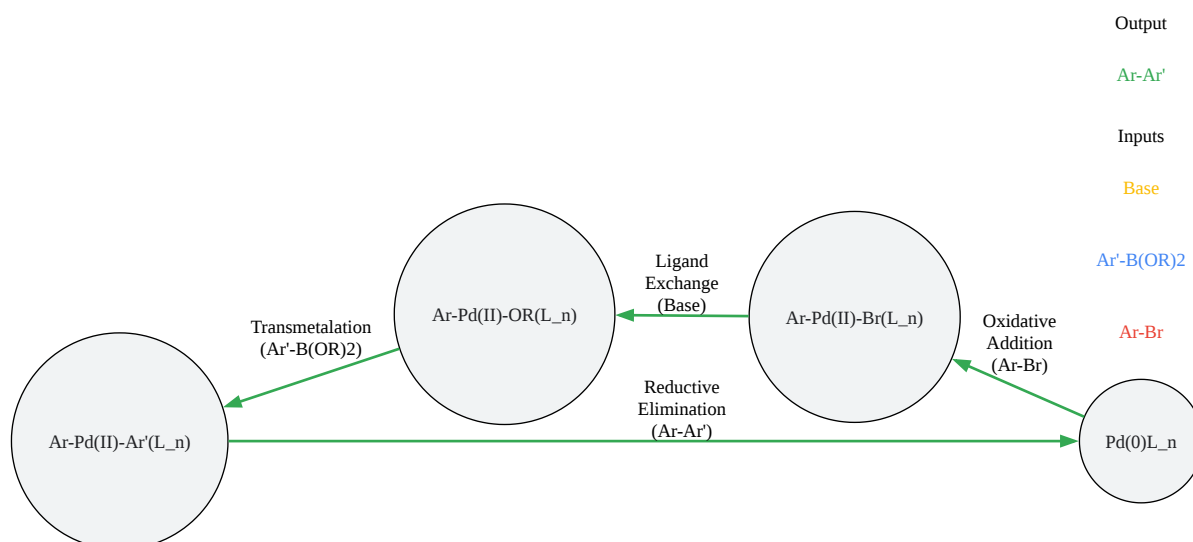 Output
Ar-Ar'
Inputs
Base
Ar'-B(OR)2
Ar-Br
Ligand
Exchange
(Base)
Ar-Pd(II)-OR(L_n)
Ar-Pd(II)-Br(L_n)
Oxidative
Addition
(Ar-Br)
Transmetalation
(Ar'-B(OR)2)
Reductive
Elimination
(Ar-Ar')
Ar-Pd(II)-Ar'(L_n)
Pd(0)L_n